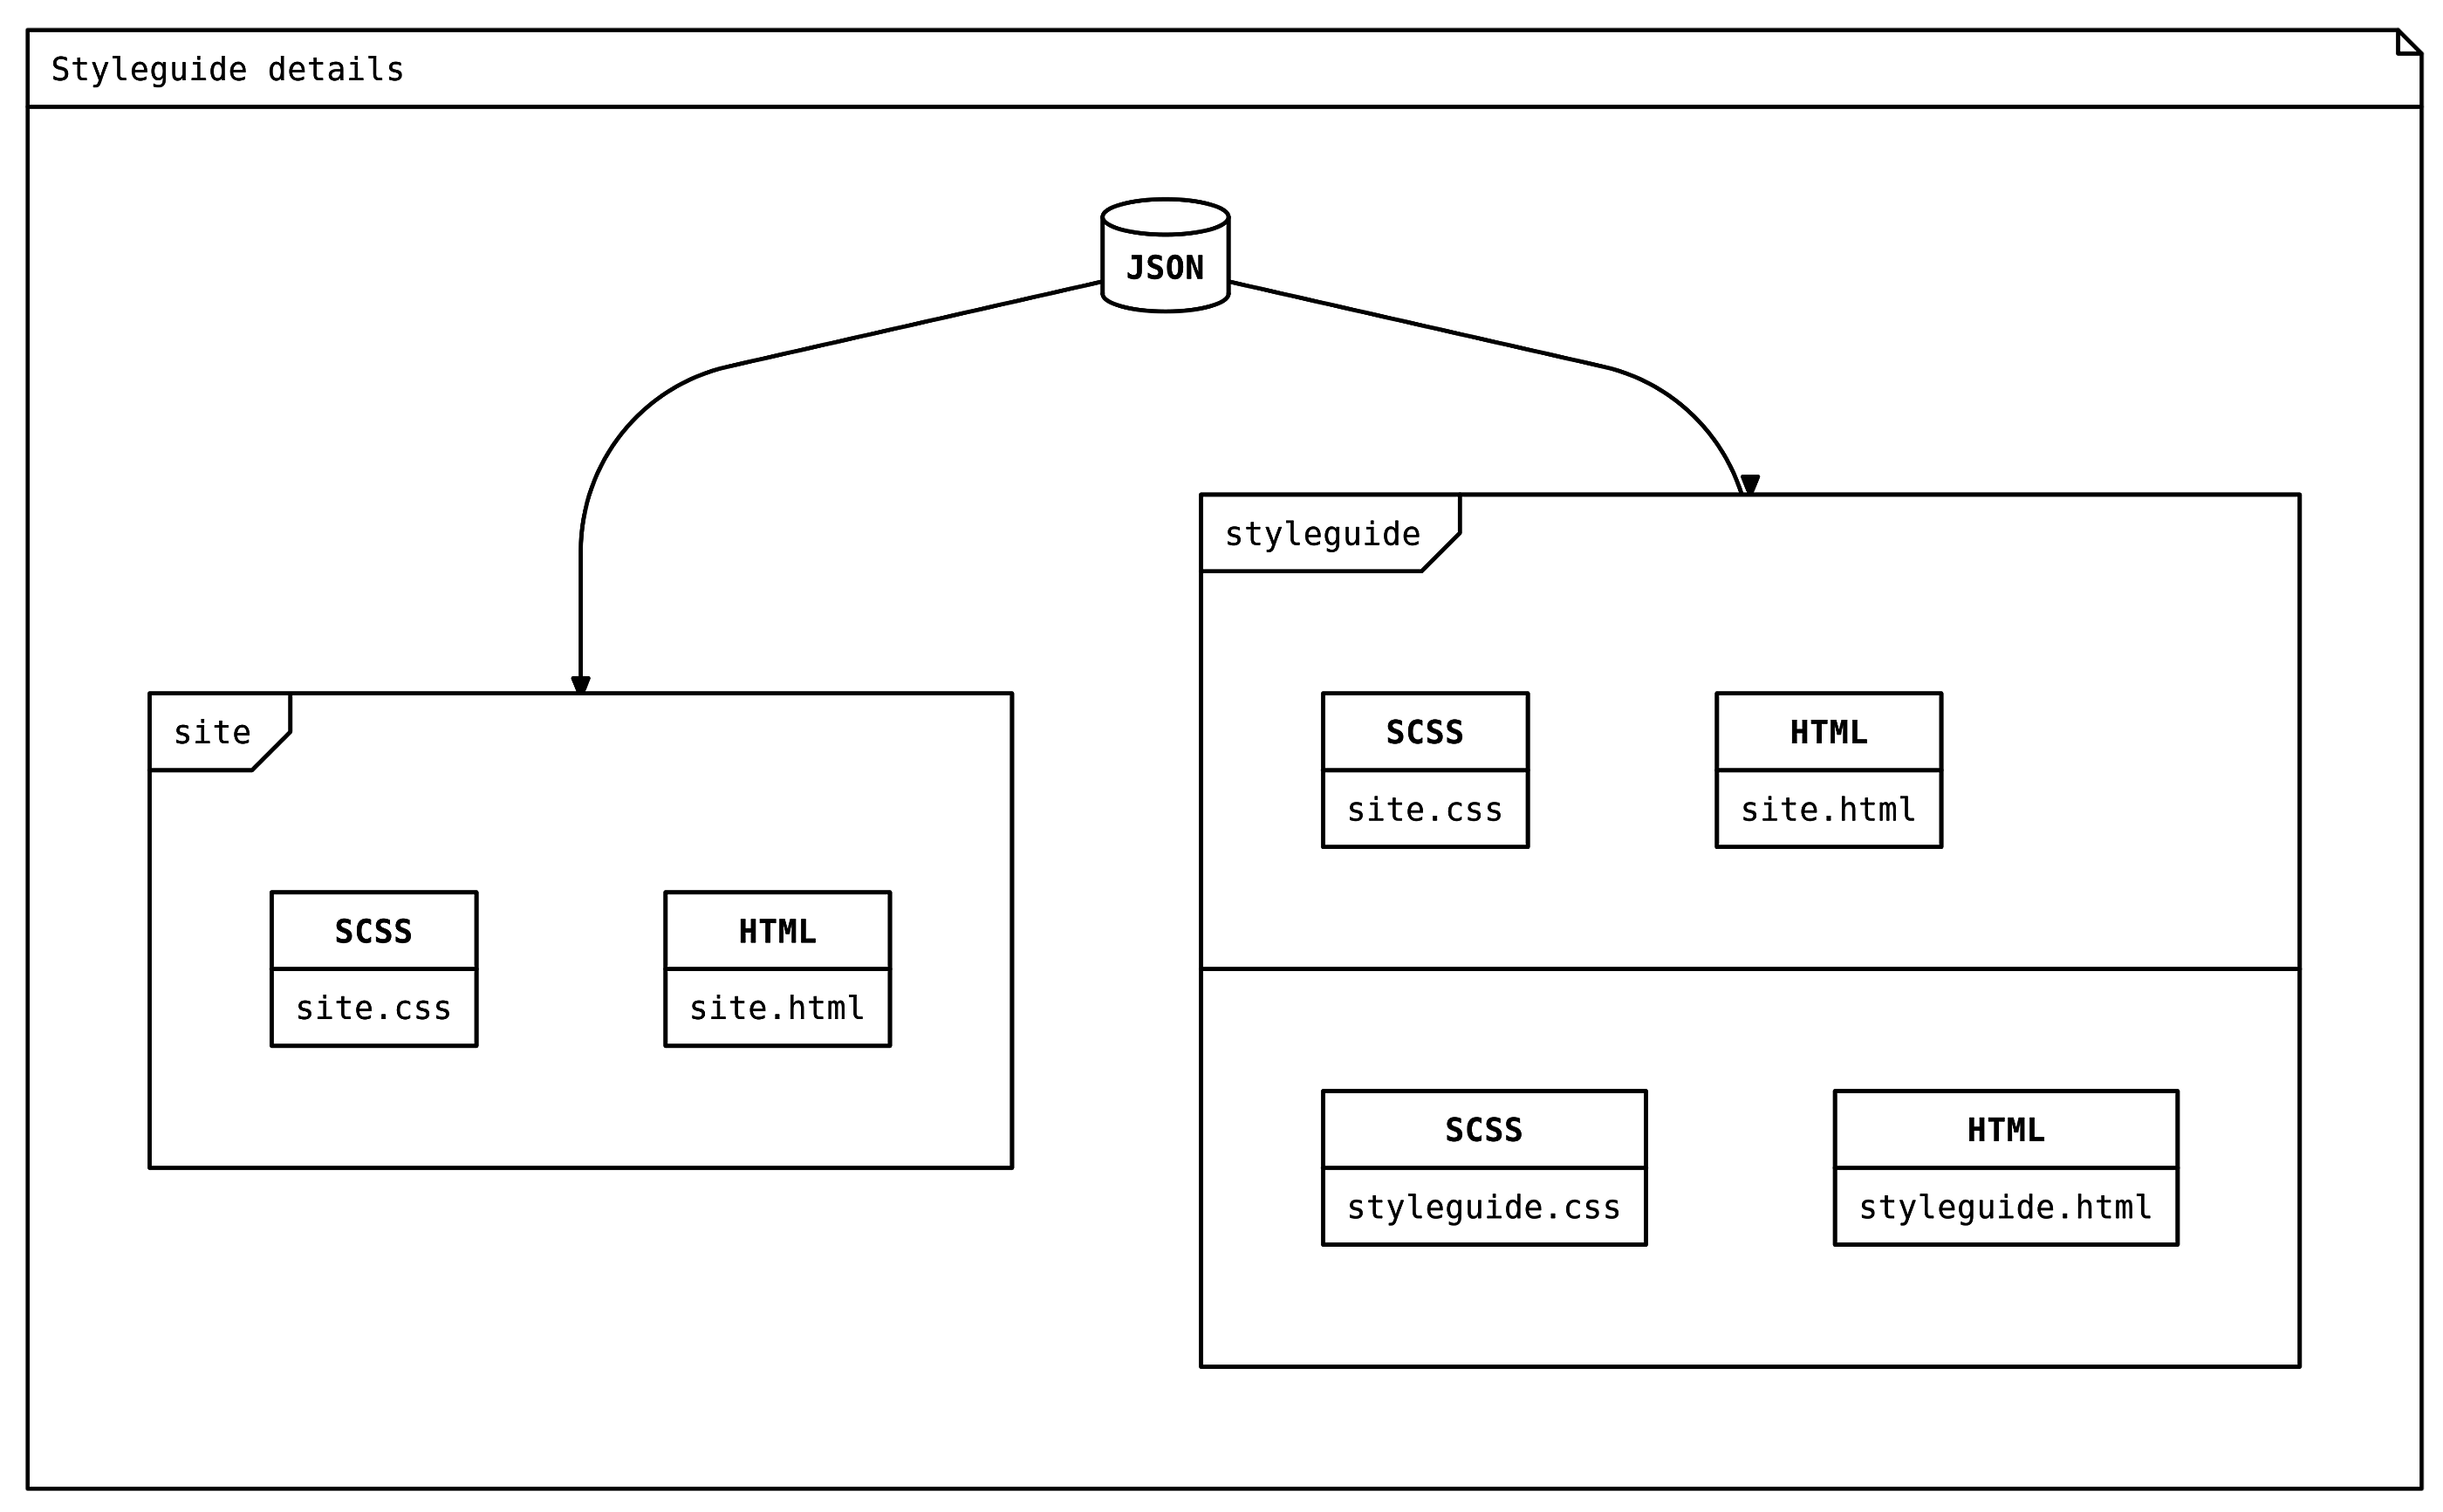 Styleguide details
JSON
styleguide
site
SCSS
site.css
HTML
site.html
SCSS
site.css
HTML
site.html
SCSS
styleguide.css
HTML
styleguide.html